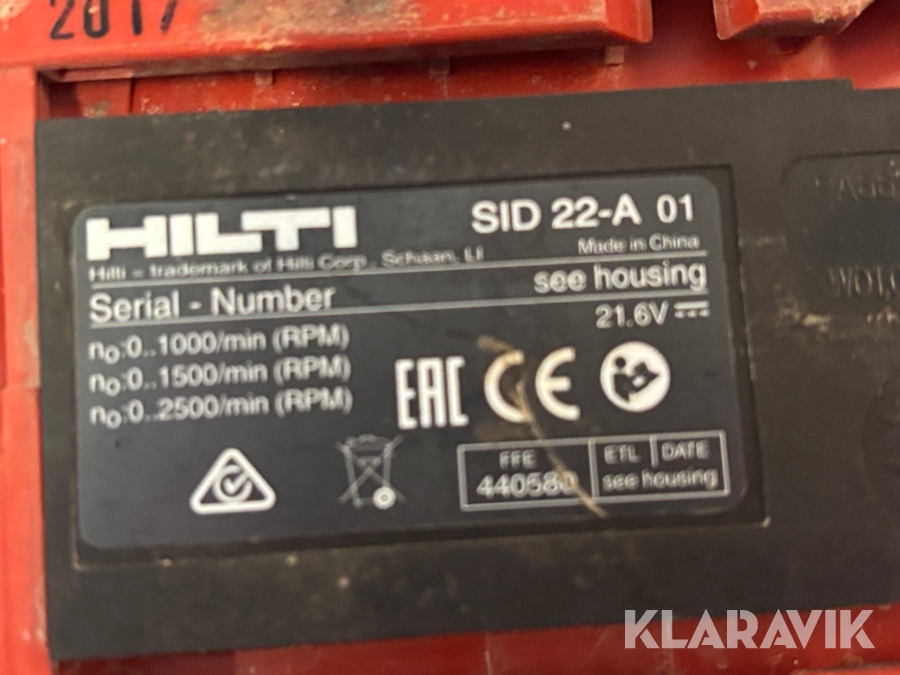 2017
HILTI
SID 22-A 01
Hilti = trademark of Hilti Corp., Schaan, LI
Made in China
Serial - Number
see housing
21.6V
n₀:0..1000/min (RPM)
n₀:0..1500/min (RPM)
n₀:0..2500/min (RPM)
EAC CE
FFE
ETL
DATE
440580
see housing
KLARAVIK